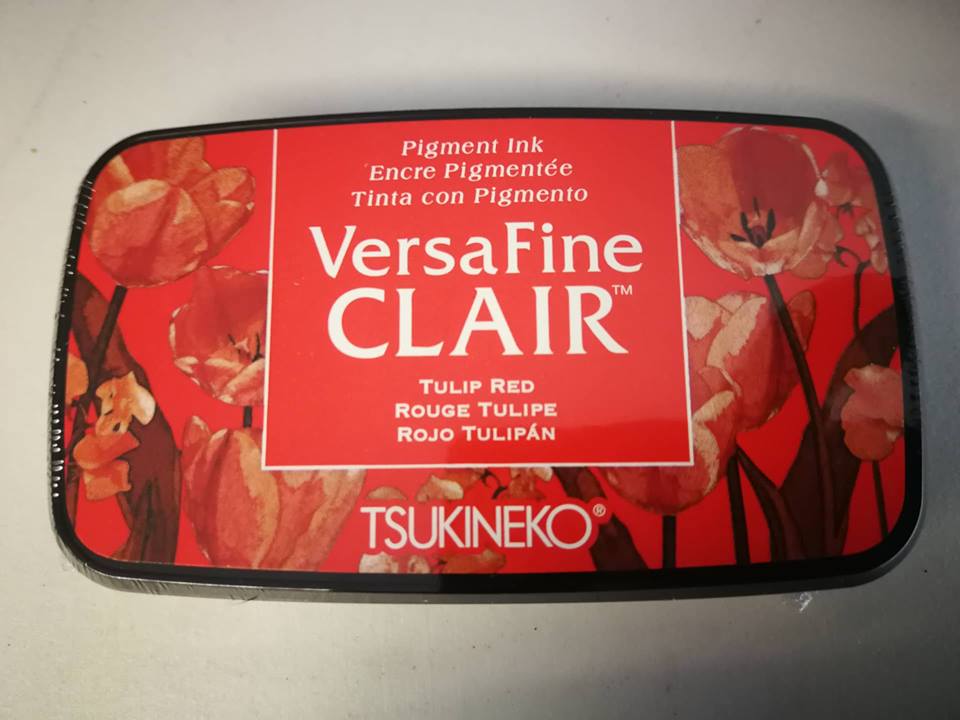 Pigment Ink
Encre Pigmentée
Tinta con Pigmento
VersaFine
CLAIR™
TULIP RED
ROUGE TULIPE
ROJO TULIPÁN
TSUKINEKO®